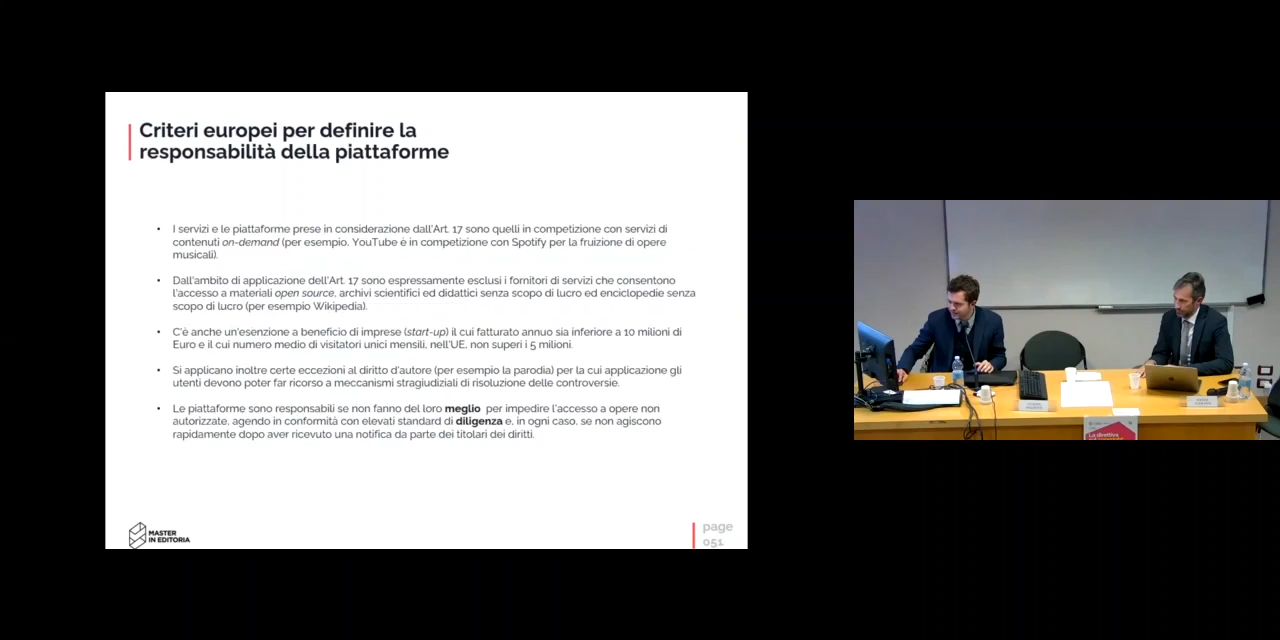 Criteri europei per definire la
responsabilità della piattaforme
• I servizi e le piattaforme prese in considerazione dall'Art. 17 sono quelli in competizione con servizi di
contenuti on-demand (per esempio, YouTube è in competizione con Spotify per la fruizione di opere
musicali).
• Dall'ambito di applicazione dell'Art. 17 sono espressamente esclusi i fornitori di servizi che consentono
l'accesso a materiali open source, archivi scientifici ed didattici senza scopo di lucro ed enciclopedie senza
scopo di lucro (per esempio Wikipedia).
• C'è anche un'esenzione a beneficio di imprese (start-up) il cui fatturato annuo sia inferiore a 10 milioni di
Euro e il cui numero medio di visitatori unici mensili, nell'UE, non superi i 5 milioni.
• Si applicano inoltre certe eccezioni al diritto d'autore (per esempio la parodia) per la cui applicazione gli
utenti devono poter far ricorso a meccanismi stragiudiziali di risoluzione delle controversie.
• Le piattaforme sono responsabili se non fanno del loro meglio per impedire l'accesso a opere non
autorizzate, agendo in conformità con elevati standard di diligenza e, in ogni caso, se non agiscono
rapidamente dopo aver ricevuto una notifica da parte dei titolari dei diritti.
MASTER
IN EDITORIA
page
051
La direttiva